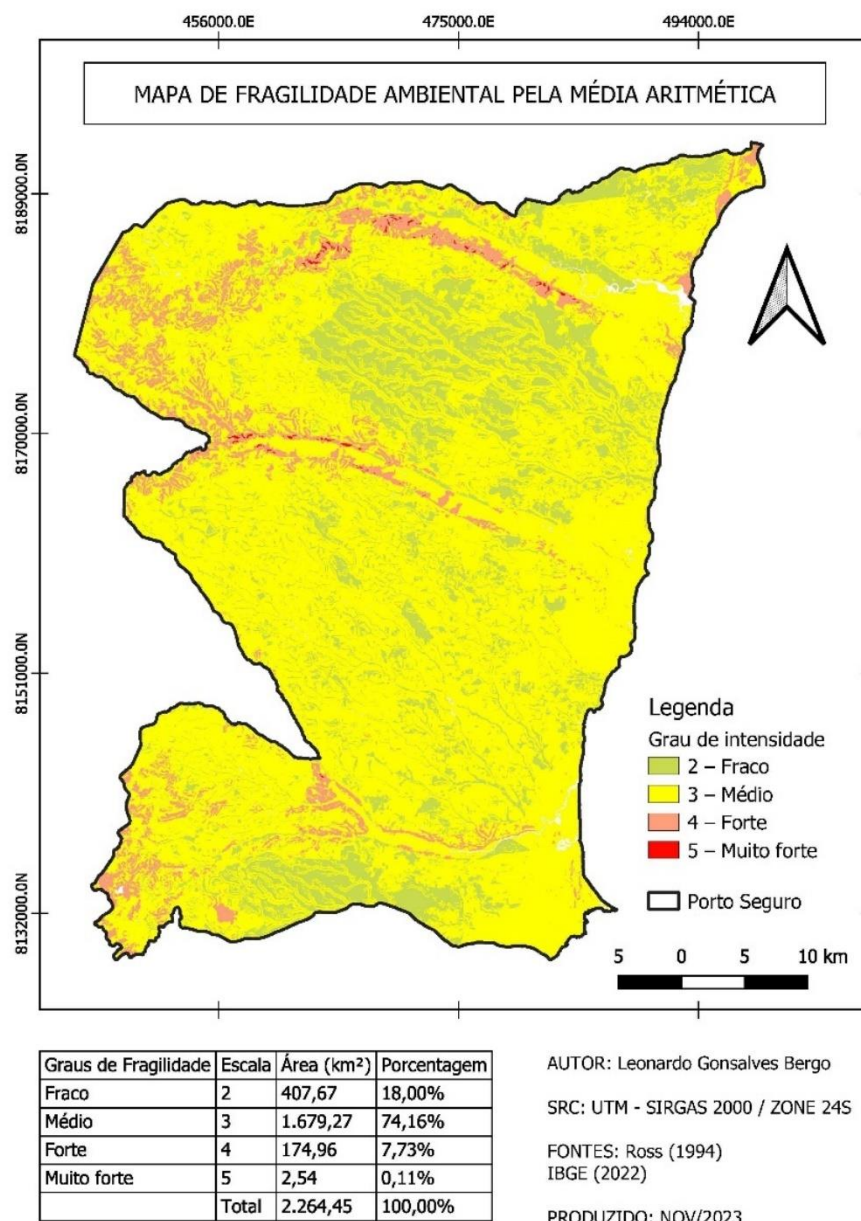 456000.0E 475000.0E 494000.0E
MAPA DE FRAGILIDADE AMBIENTAL PELA MÉDIA ARITMÉTICA
8189000.0N
8170000.0N
8151000.0N
8132000.0N
Legenda
Grau de intensidade
2 – Fraco
3 – Médio
4 – Forte
5 – Muito forte
Porto Seguro
5 0 5 10 km
Graus de Fragilidade Escala Área (km²) Porcentagem
Fraco 2 407,67 18,00%
Médio 3 1.679,27 74,16%
Forte 4 174,96 7,73%
Muito forte 5 2,54 0,11%
Total 2.264,45 100,00%
AUTOR: Leonardo Gonsalves Bergo
SRC: UTM - SIRGAS 2000 / ZONE 24S
FONTES: Ross (1994)
IBGE (2022)
PRODUZIDO: NOV/2023